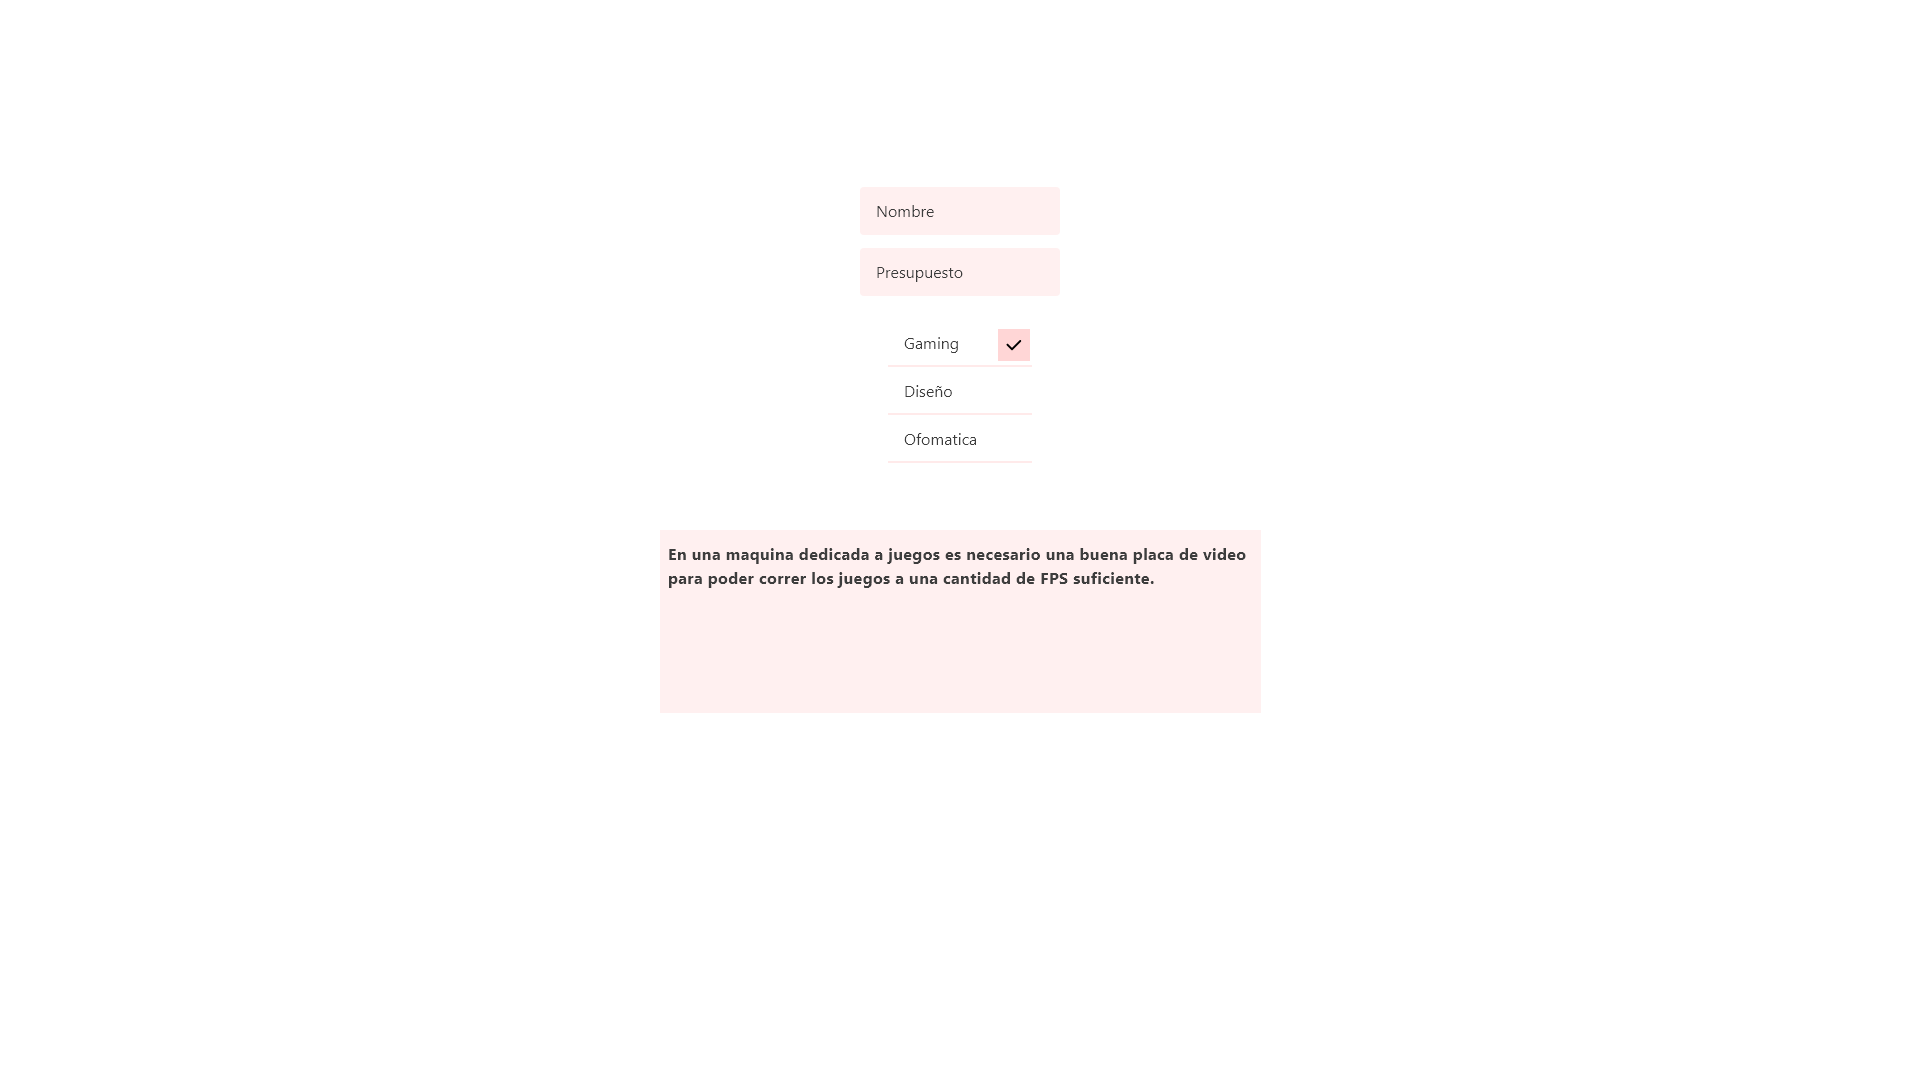 Nombre
Presupuesto
Gaming
Diseño
Ofomatica
En una maquina dedicada a juegos es necesario una buena placa de video
para poder correr los juegos a una cantidad de FPS suficiente.